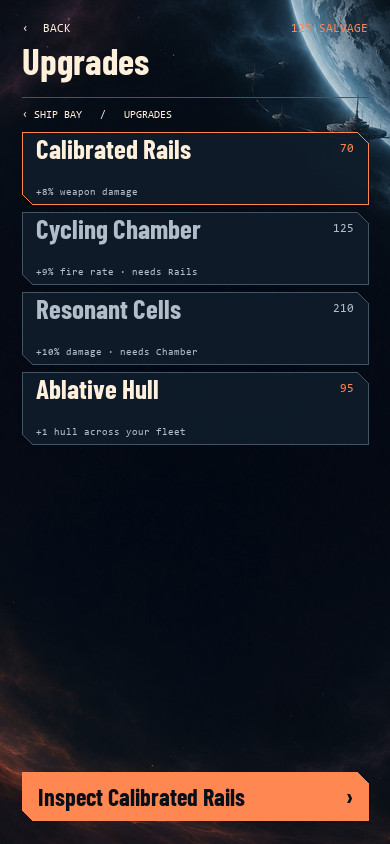 ‹ BACK
SALVAGE
Upgrades
‹ SHIP BAY / UPGRADES
Calibrated Rails 70
+8% weapon damage
Cycling Chamber 125
+9% fire rate · needs Rails
Resonant Cells 210
+10% damage · needs Chamber
Ablative Hull 95
+1 hull across your fleet
Inspect Calibrated Rails ›